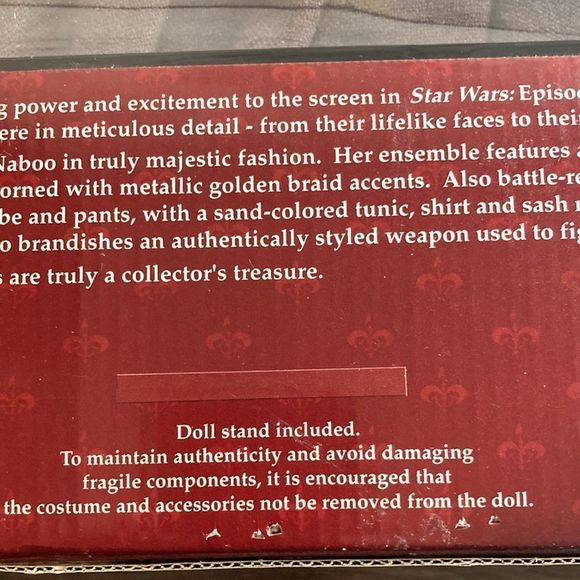 g power and excitement to the screen in Star Wars: Episod
ere in meticulous detail - from their lifelike faces to their
Naboo in truly majestic fashion. Her ensemble features a
orned with metallic golden braid accents. Also battle-re
be and pants, with a sand-colored tunic, shirt and sash
o brandishes an authentically styled weapon used to fig
s are truly a collector's treasure.
Doll stand included.
To maintain authenticity and avoid damaging
fragile components, it is encouraged that
the costume and accessories not be removed from the doll.